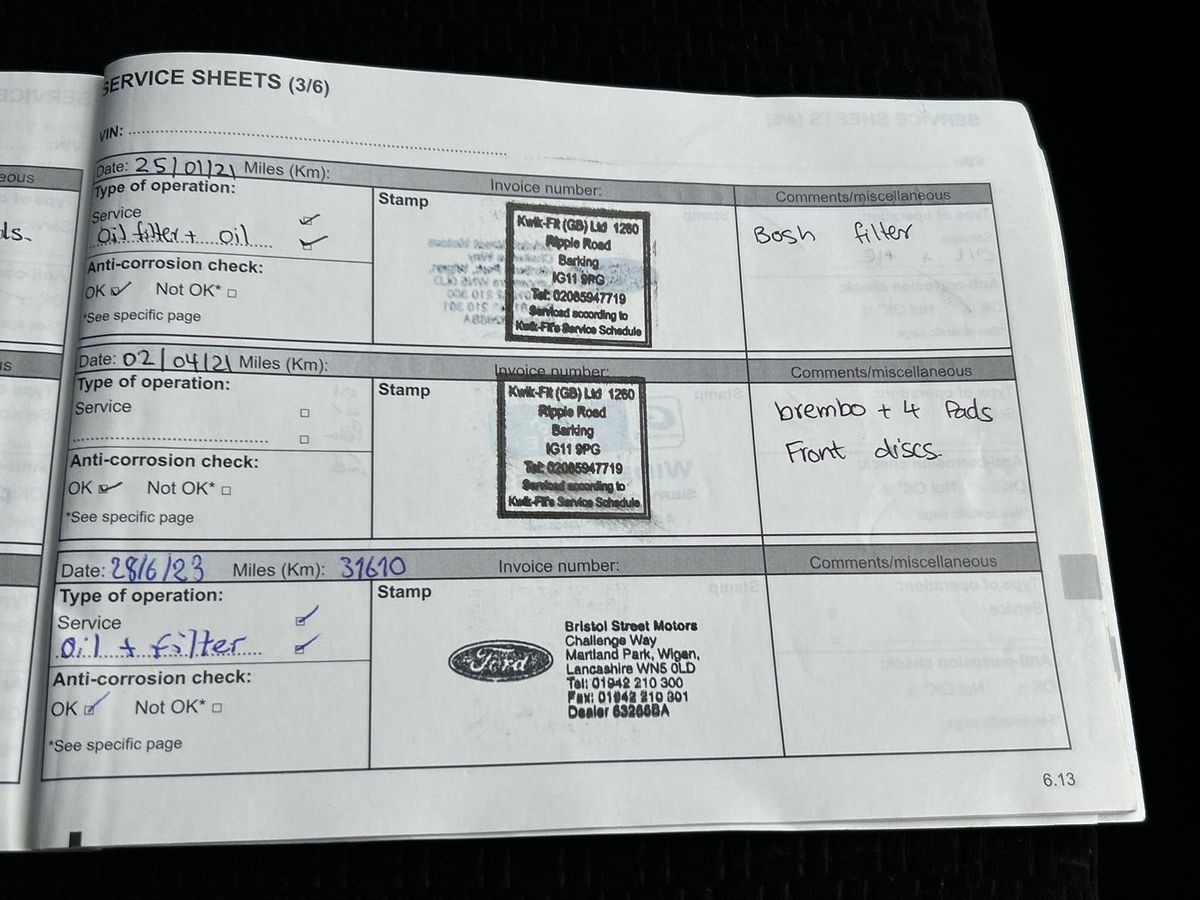 SERVICE SHEETS (3/6)
VIN:
Date: 25/01/21 Miles (Km):
Invoice number:
Comments/miscellaneous
Type of operation:
Service
Oil filter + oil
Anti-corrosion check:
OK Not OK*
*See specific page
Stamp
Kwik-Fit (GB) Ltd 1260
Ripple Road
Barking
IG11 9PG
Tel: 02085947719
Serviced according to
Kwik-Fit's Service Schedule
Bosh filter
Date: 02/04/21 Miles (Km):
Invoice number:
Comments/miscellaneous
Type of operation:
Service
Anti-corrosion check:
OK Not OK*
*See specific page
Stamp
Kwik-Fit (GB) Ltd 1260
Ripple Road
Barking
IG11 9PG
Tel: 02085947719
Serviced according to
Kwik-Fit's Service Schedule
brembo + 4 Pads
Front discs.
Date: 28/6/23 Miles (Km): 31610
Invoice number:
Comments/miscellaneous
Type of operation:
Service
Oil + filter
Anti-corrosion check:
OK Not OK*
*See specific page
Stamp
Ford
Bristol Street Motors
Challenge Way
Martland Park, Wigan,
Lancashire WN5 0LD
Tel: 01942 210 300
Fax: 01942 210 301
Dealer
6.13